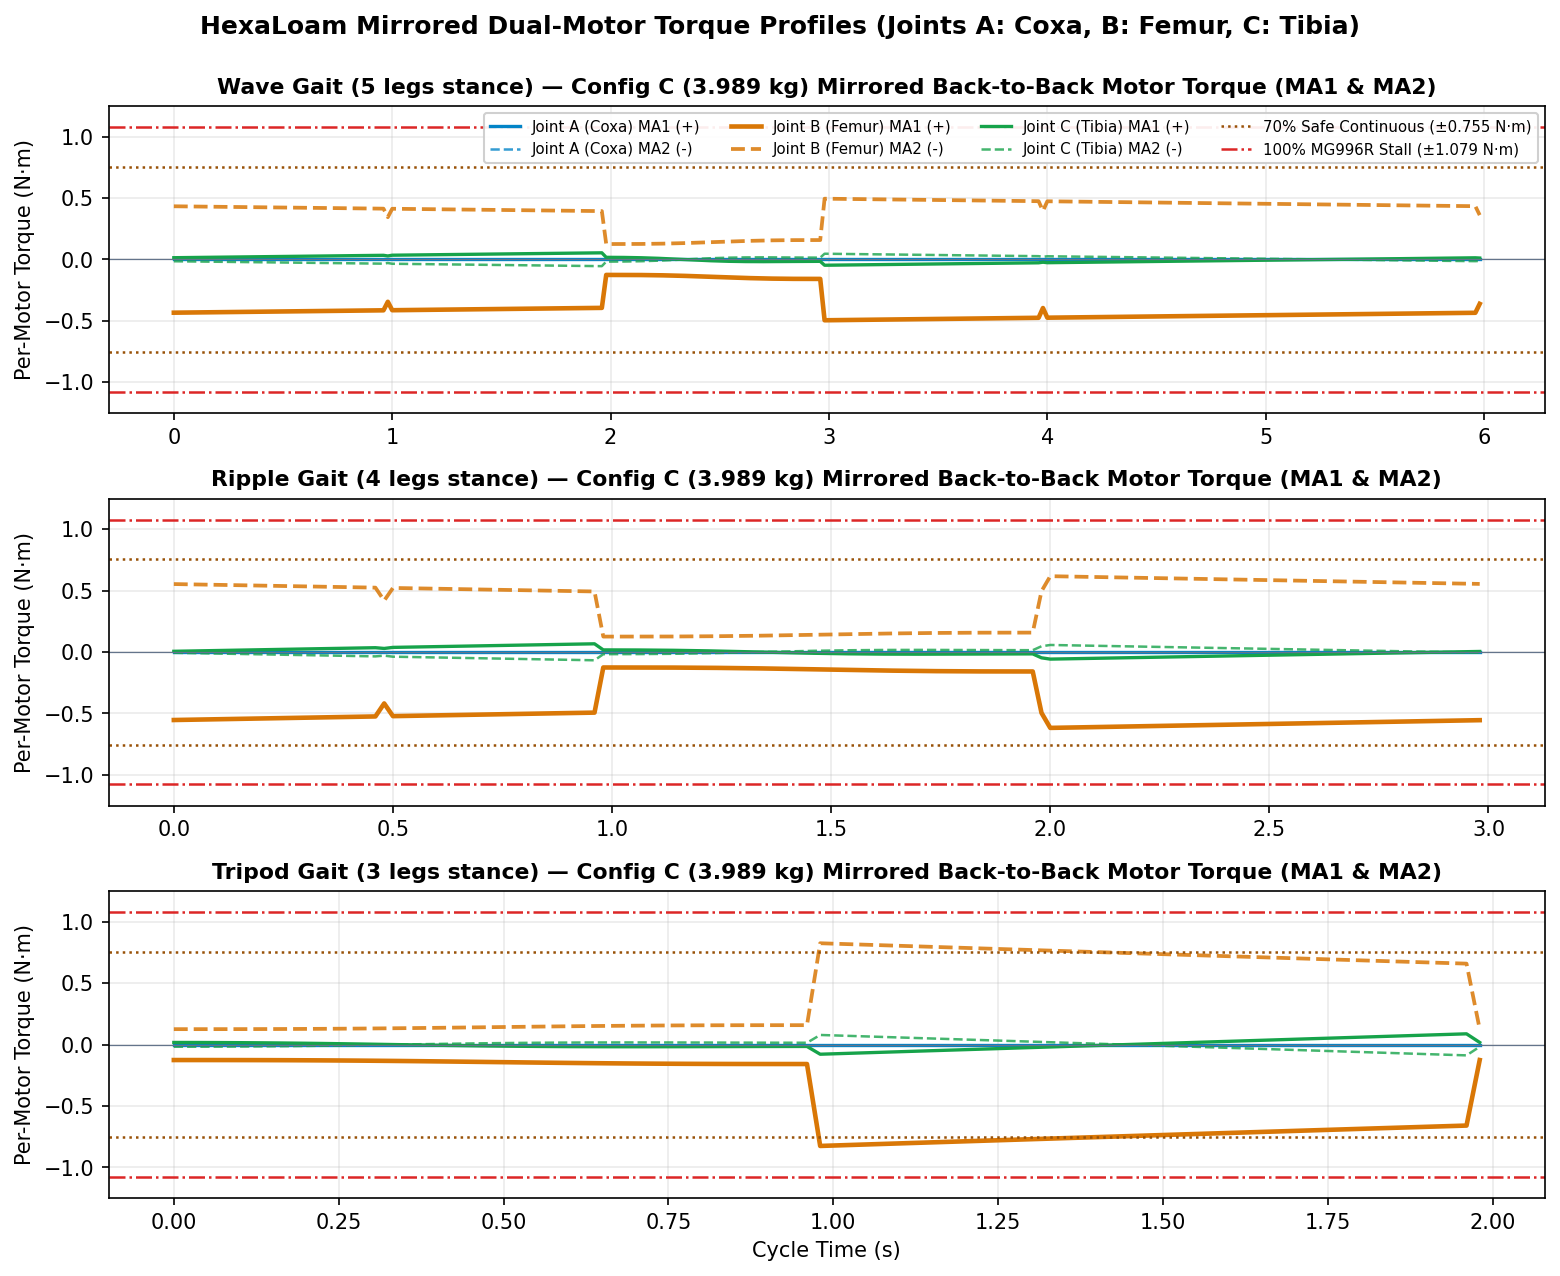 HexaLoam Mirrored Dual-Motor Torque Profiles (Joints A: Coxa, B: Femur, C: Tibia)
Wave Gait (5 legs stance) — Config C (3.989 kg) Mirrored Back-to-Back Motor Torque (MA1 & MA2)
Per-Motor Torque (N·m)
1.0
0.5
0.0
−0.5
−1.0
Joint A (Coxa) MA1 (+)
Joint A (Coxa) MA2 (-)
Joint B (Femur) MA1 (+)
Joint B (Femur) MA2 (-)
Joint C (Tibia) MA1 (+)
Joint C (Tibia) MA2 (-)
70% Safe Continuous (±0.755 N·m)
100% MG996R Stall (±1.079 N·m)
0 1 2 3 4 5 6
Ripple Gait (4 legs stance) — Config C (3.989 kg) Mirrored Back-to-Back Motor Torque (MA1 & MA2)
Per-Motor Torque (N·m)
1.0
0.5
0.0
−0.5
−1.0
0.0 0.5 1.0 1.5 2.0 2.5 3.0
Tripod Gait (3 legs stance) — Config C (3.989 kg) Mirrored Back-to-Back Motor Torque (MA1 & MA2)
Per-Motor Torque (N·m)
1.0
0.5
0.0
−0.5
−1.0
0.00 0.25 0.50 0.75 1.00 1.25 1.50 1.75 2.00
Cycle Time (s)